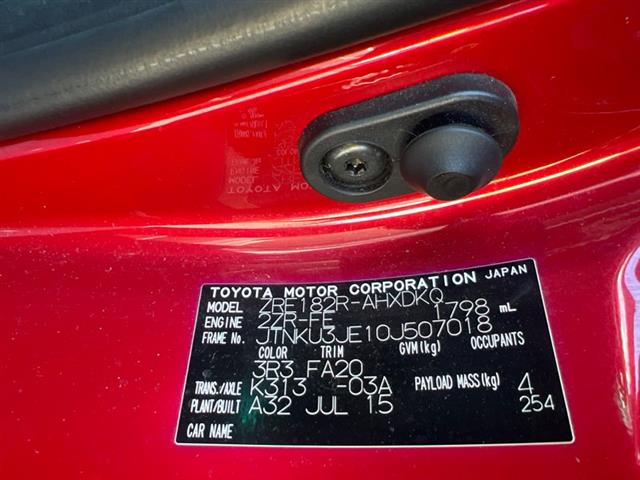 TOYOTA MOTOR CORPORATION JAPAN
MODEL ZRE182R-AHXDKQ
ENGINE 2ZR-FE 1798 mL
FRAME No. JTNKU3JE10J507018
COLOR TRIM GVM(kg) OCCUPANTS
3R3 FA20
TRANS./AXLE K313 -03A PAYLOAD MASS(kg) 4
PLANT/BUILT A32 JUL 15 254
CAR NAME